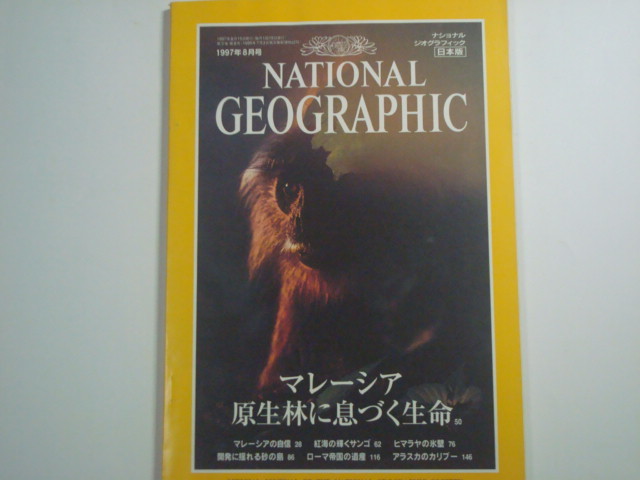 ナショナル
ジオグラフィック
日本版
1997年8月号
NATIONAL
GEOGRAPHIC
マレーシア
原生林に息づく生命 50
マレーシアの自信 28 紅海の輝くサンゴ 62 ヒマラヤの氷壁 76
開発に揺れる砂の島 86 ローマ帝国の遺産 116 アラスカのカリブー 146